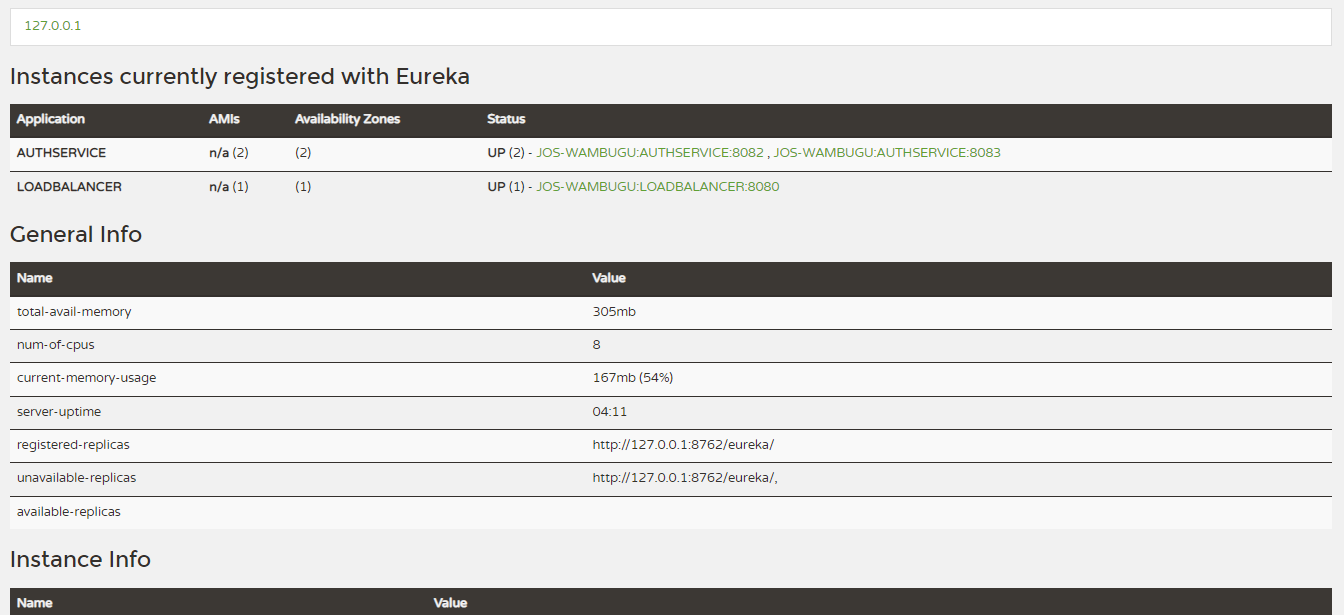 127.0.0.1
Instances currently registered with Eureka
Application AMIs Availability Zones Status
AUTHSERVICE n/a (2) (2) UP (2) - JOS-WAMBUGU:AUTHSERVICE:8082 , JOS-WAMBUGU:AUTHSERVICE:8083
LOADBALANCER n/a (1) (1) UP (1) - JOS-WAMBUGU:LOADBALANCER:8080
General Info
Name Value
total-avail-memory 305mb
num-of-cpus 8
current-memory-usage 167mb (54%)
server-uptime 04:11
registered-replicas http://127.0.0.1:8762/eureka/
unavailable-replicas http://127.0.0.1:8762/eureka/,
available-replicas
Instance Info
Name Value